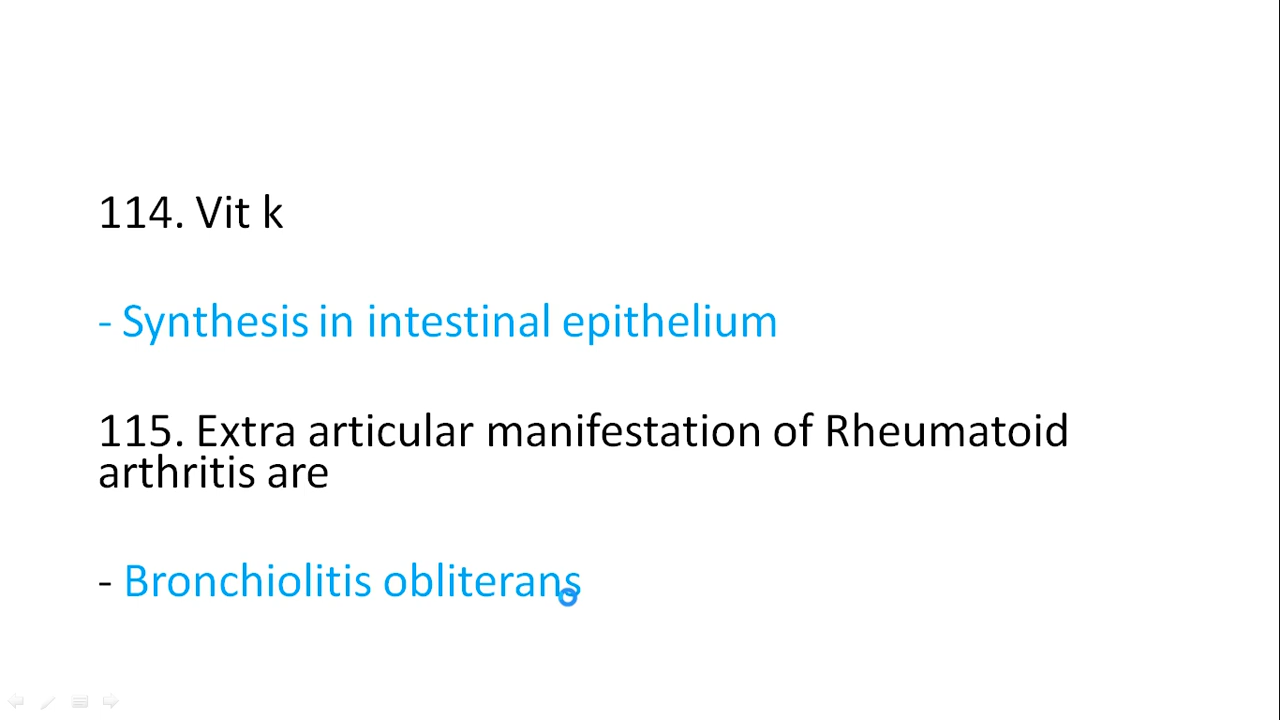 114. Vit k
- Synthesis in intestinal epithelium
115. Extra articular manifestation of Rheumatoid
arthritis are
- Bronchiolitis obliterans